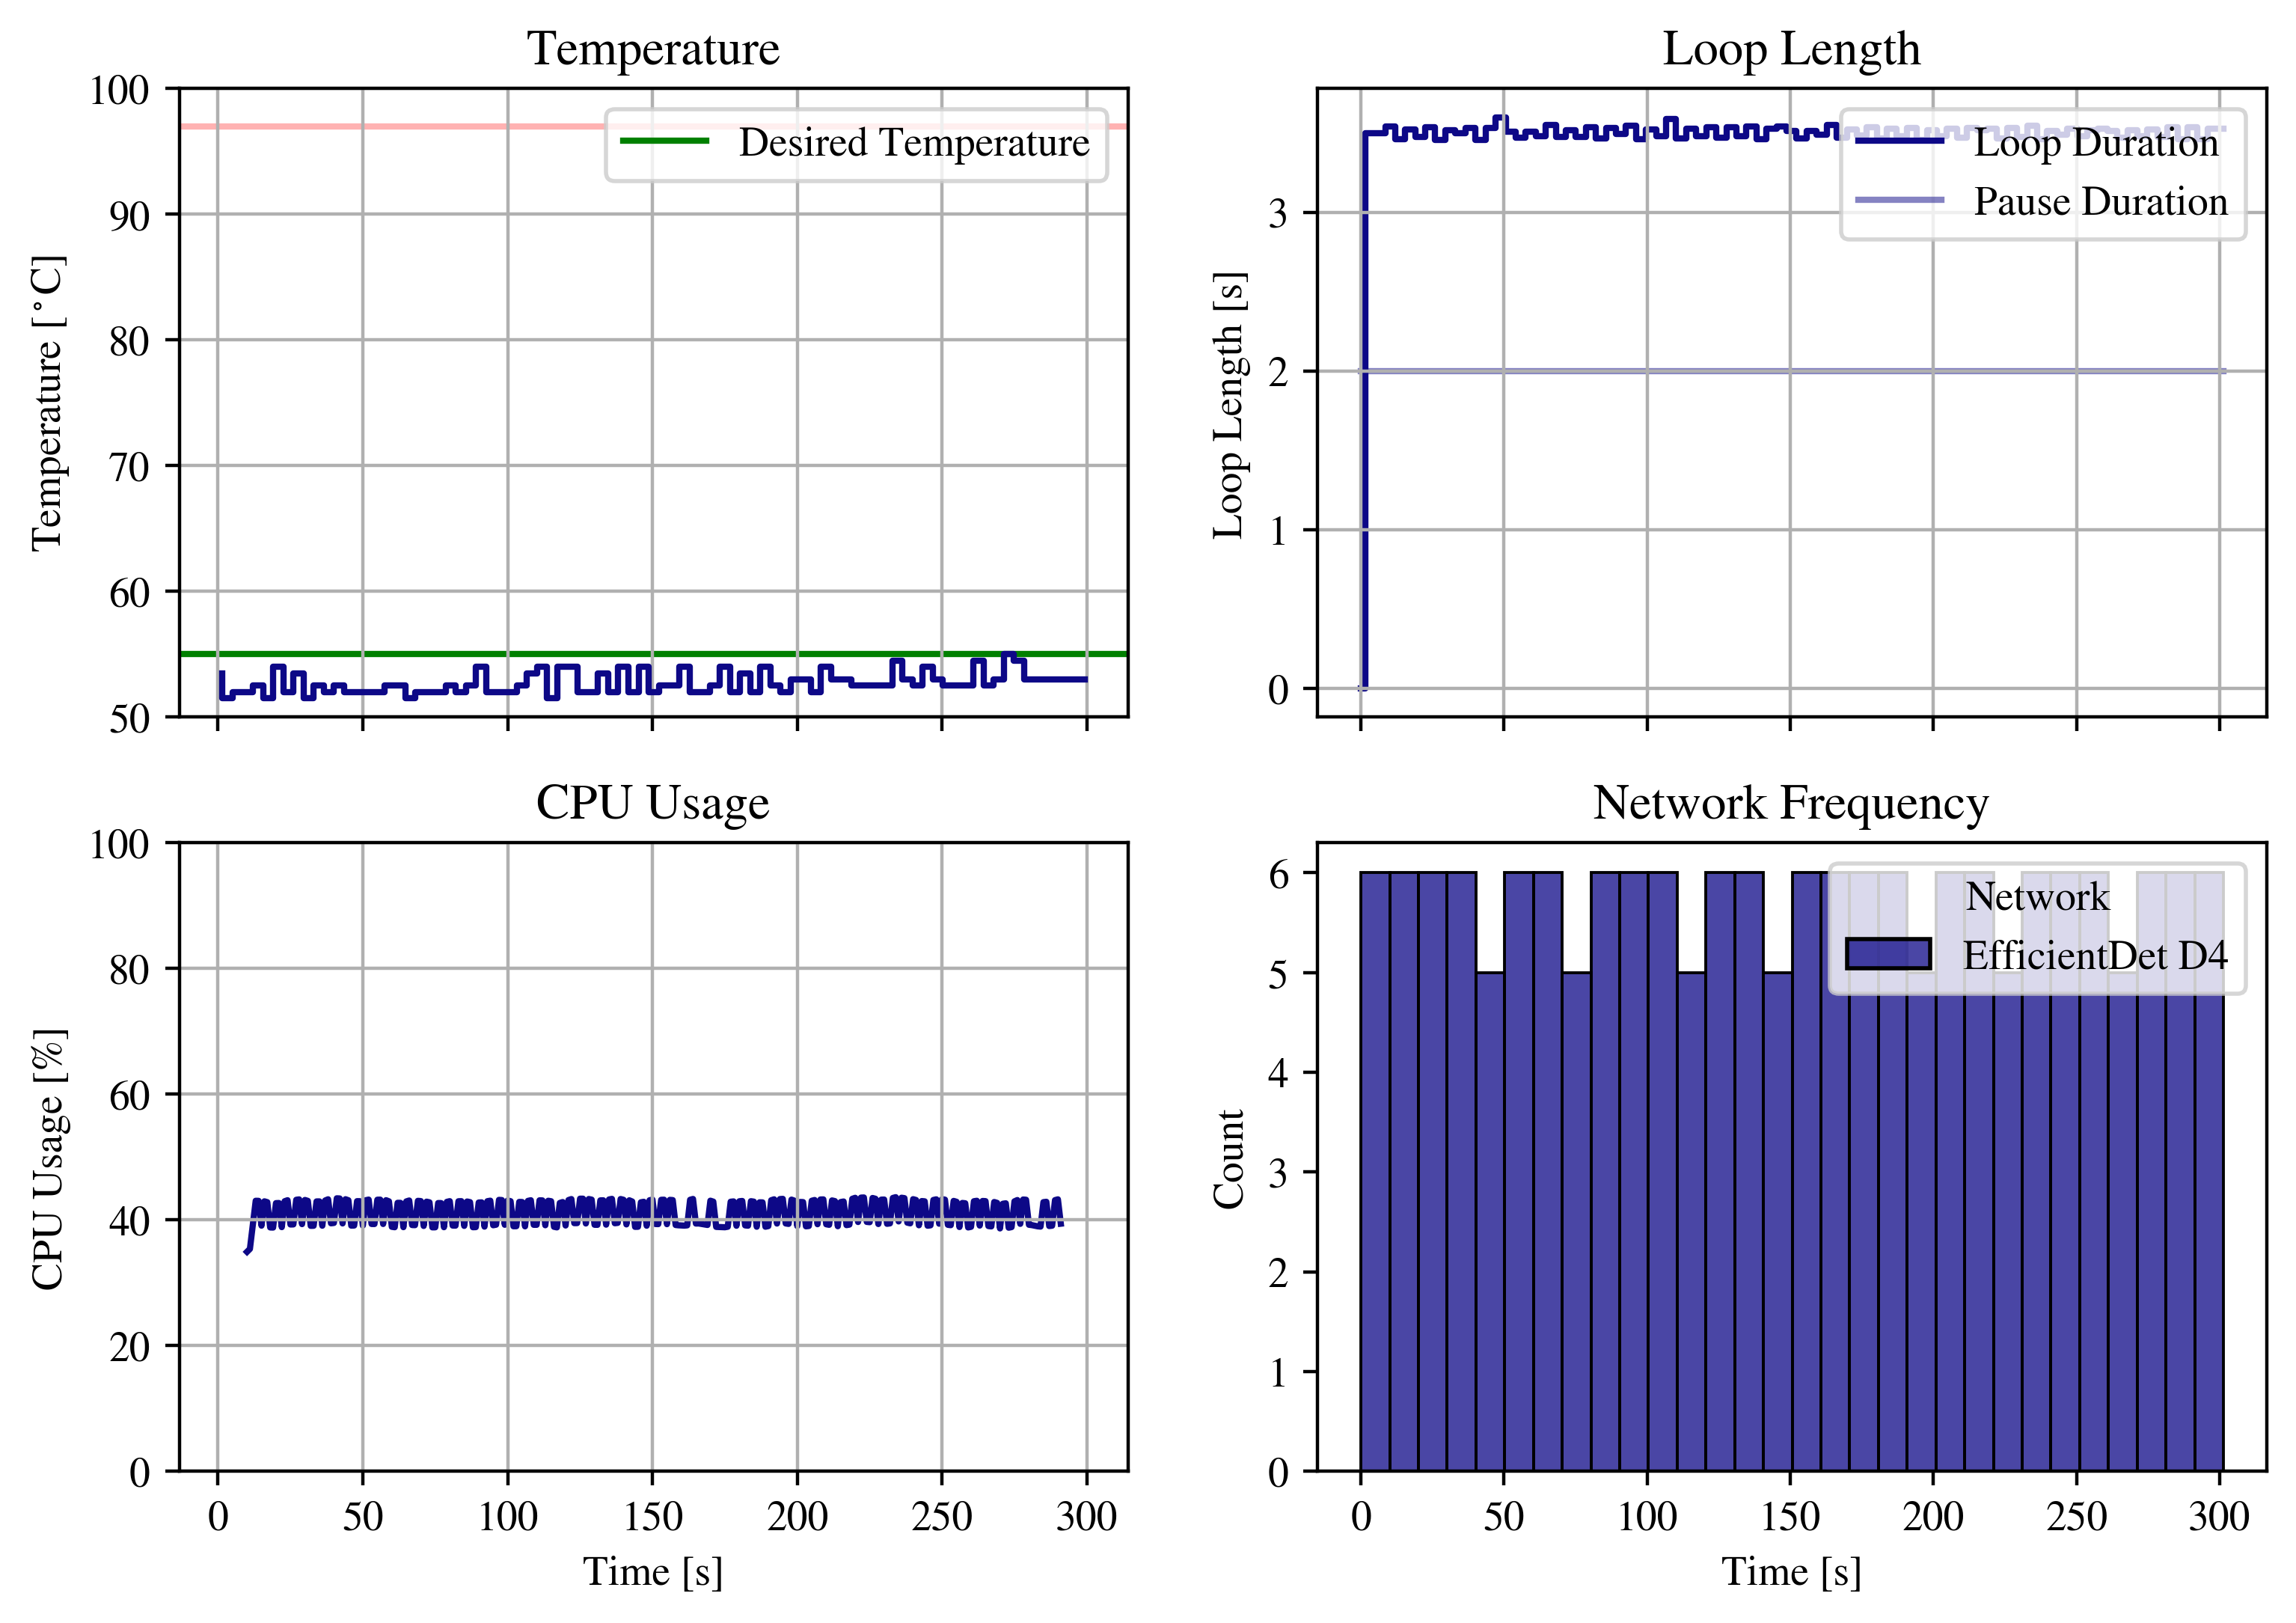 Temperature
100
90
80
70
60
50
Temperature [°C]
Desired Temperature
Loop Length
3
2
1
0
Loop Length [s]
Loop Duration
Pause Duration
CPU Usage
100
80
60
40
20
0
CPU Usage [%]
0 50 100 150 200 250 300
Time [s]
Network Frequency
6
5
4
3
2
1
0
Count
Network
EfficientDet D4
0 50 100 150 200 250 300
Time [s]